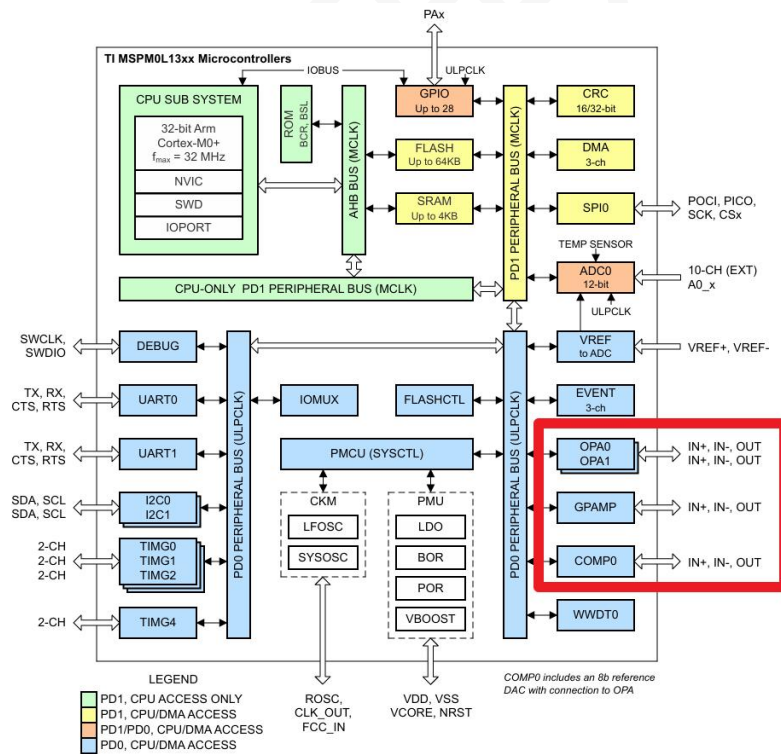 PAx
TI MSPM0L13xx Microcontrollers
IOBUS
ULPCLK
CPU SUB SYSTEM
32-bit Arm
Cortex-M0+
fmax = 32 MHz
NVIC
SWD
IOPORT
ROM
BCR, BSL
AHB BUS (MCLK)
GPIO
Up to 28
FLASH
Up to 64KB
SRAM
Up to 4KB
PD1 PERIPHERAL BUS (MCLK)
CRC
16/32-bit
DMA
3-ch
SPI0
POCI, PICO,
SCK, CSx
TEMP SENSOR
ADC0
12-bit
10-CH (EXT)
A0_x
ULPCLK
CPU-ONLY PD1 PERIPHERAL BUS (MCLK)
SWCLK,
SWDIO
DEBUG
VREF
to ADC
VREF+, VREF-
TX, RX,
CTS, RTS
UART0
PD0 PERIPHERAL BUS (ULPCLK)
IOMUX
FLASHCTL
PD0 PERIPHERAL BUS (ULPCLK)
EVENT
3-ch
TX, RX,
CTS, RTS
UART1
PMCU (SYSCTL)
OPA0
OPA1
IN+, IN-, OUT
IN+, IN-, OUT
SDA, SCL
SDA, SCL
I2C0
I2C1
CKM
LFOSC
SYSOSC
PMU
LDO
BOR
POR
VBOOST
GPAMP
IN+, IN-, OUT
2-CH
2-CH
2-CH
TIMG0
TIMG1
TIMG2
COMP0
IN+, IN-, OUT
2-CH
TIMG4
WWDT0
LEGEND
PD1, CPU ACCESS ONLY
PD1, CPU/DMA ACCESS
PD1/PD0, CPU/DMA ACCESS
PD0, CPU/DMA ACCESS
ROSC,
CLK_OUT,
FCC_IN
VDD, VSS
VCORE, NRST
COMP0 includes an 8b reference
DAC with connection to OPA